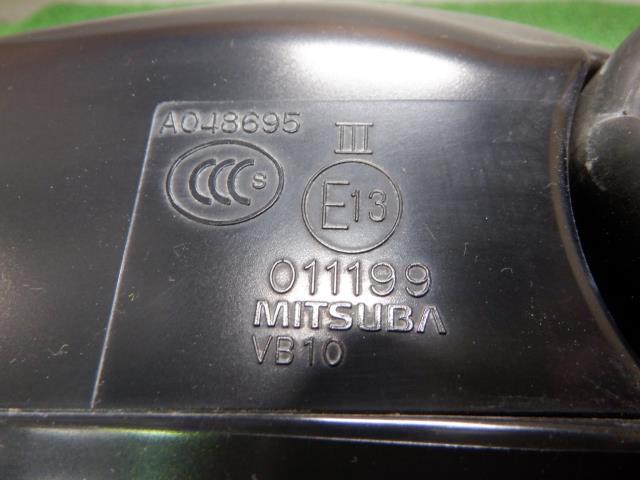 A048695
III
CCC S
E13
011199
MITSUBA
VB10